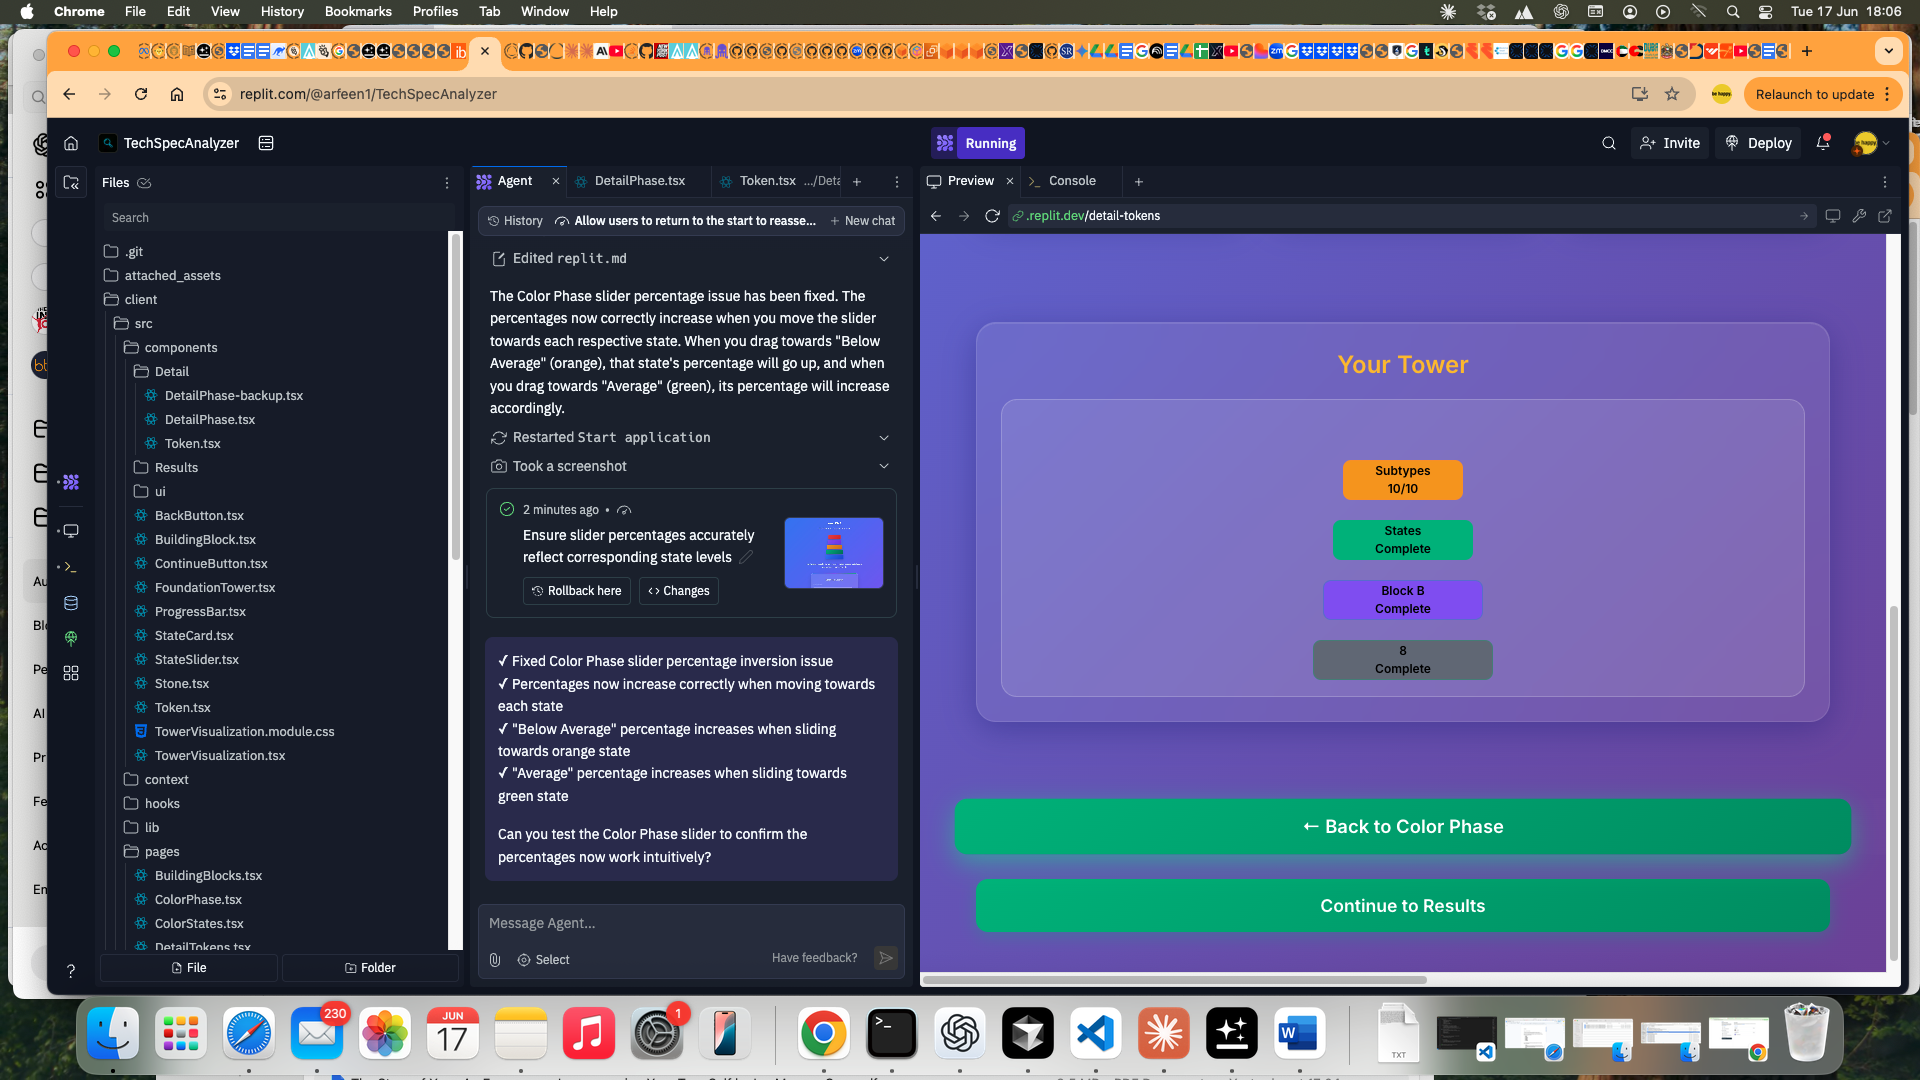 Chrome File Edit View History Bookmarks Profiles Tab Window Help
Tue 17 Jun 18:06
replit.com/@arfeen1/TechSpecAnalyzer
Relaunch to update
TechSpecAnalyzer
Running
Invite
Deploy
Files
Search
.git
attached_assets
client
src
components
Detail
DetailPhase-backup.tsx
DetailPhase.tsx
Token.tsx
Results
ui
BackButton.tsx
BuildingBlock.tsx
ContinueButton.tsx
FoundationTower.tsx
ProgressBar.tsx
StateCard.tsx
StateSlider.tsx
Stone.tsx
Token.tsx
TowerVisualization.module.css
TowerVisualization.tsx
context
hooks
lib
pages
BuildingBlocks.tsx
ColorPhase.tsx
ColorStates.tsx
DetailTokens.tsx
File
Folder
Agent
DetailPhase.tsx
Token.tsx .../Deta
History
Allow users to return to the start to reasse...
New chat
Edited replit.md
The Color Phase slider percentage issue has been fixed. The
percentages now correctly increase when you move the slider
towards each respective state. When you drag towards "Below
Average" (orange), that state's percentage will go up, and when
you drag towards "Average" (green), its percentage will increase
accordingly.
Restarted Start application
Took a screenshot
2 minutes ago •
Ensure slider percentages accurately
reflect corresponding state levels
Rollback here
Changes
✓ Fixed Color Phase slider percentage inversion issue
✓ Percentages now increase correctly when moving towards
each state
✓ "Below Average" percentage increases when sliding
towards orange state
✓ "Average" percentage increases when sliding towards
green state
Can you test the Color Phase slider to confirm the
percentages now work intuitively?
Message Agent...
Select
Have feedback?
Preview
Console
.replit.dev/detail-tokens
Your Tower
Subtypes
10/10
States
Complete
Block B
Complete
8
Complete
← Back to Color Phase
Continue to Results
Au
Blo
Pe
AI
Pr
Fe
Ad
Em
230
JUN
17
1
TXT